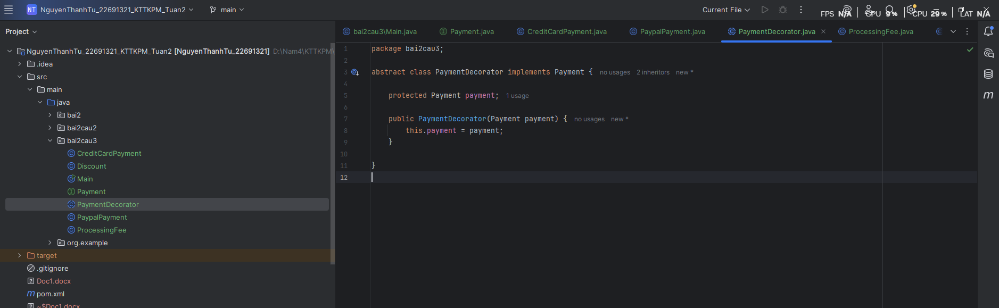 NT NguyenThanhTu_22691321_KTTKPM_Tuan2 main Current File
FPS N/A GPU 9 % CPU 29 % LAT N/A
Project
bai2cau3\Main.java Payment.java CreditCardPayment.java PaypalPayment.java PaymentDecorator.java ProcessingFee.java
NguyenThanhTu_22691321_KTTKPM_Tuan2 [NguyenThanhTu_22691321] D:\Nam4\KTTKPM\
.idea
src
main
java
bai2
bai2cau2
bai2cau3
CreditCardPayment
Discount
Main
Payment
PaymentDecorator
PaypalPayment
ProcessingFee
org.example
target
.gitignore
Doc1.docx
pom.xml
~$Doc1.docx
1 package bai2cau3;
2
3 abstract class PaymentDecorator implements Payment { no usages 2 inheritors new *
4
5 protected Payment payment; 1 usage
6
7 public PaymentDecorator(Payment payment) { no usages new *
8 this.payment = payment;
9 }
10
11 }
12